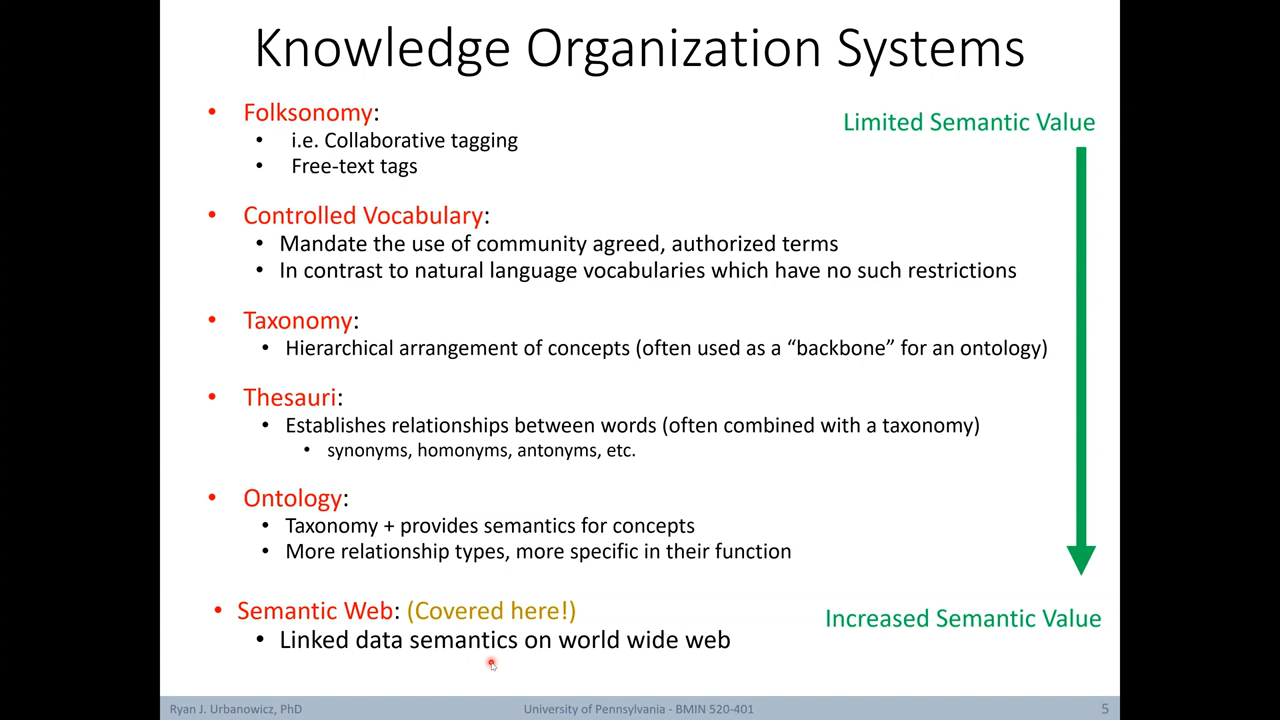 Knowledge Organization Systems
• Folksonomy:
• i.e. Collaborative tagging
• Free-text tags
Limited Semantic Value
• Controlled Vocabulary:
• Mandate the use of community agreed, authorized terms
• In contrast to natural language vocabularies which have no such restrictions
• Taxonomy:
• Hierarchical arrangement of concepts (often used as a “backbone” for an ontology)
• Thesauri:
• Establishes relationships between words (often combined with a taxonomy)
• synonyms, homonyms, antonyms, etc.
• Ontology:
• Taxonomy + provides semantics for concepts
• More relationship types, more specific in their function
• Semantic Web: (Covered here!)
• Linked data semantics on world wide web
Increased Semantic Value
Ryan J. Urbanowicz, PhD
University of Pennsylvania - BMIN 520-401
5